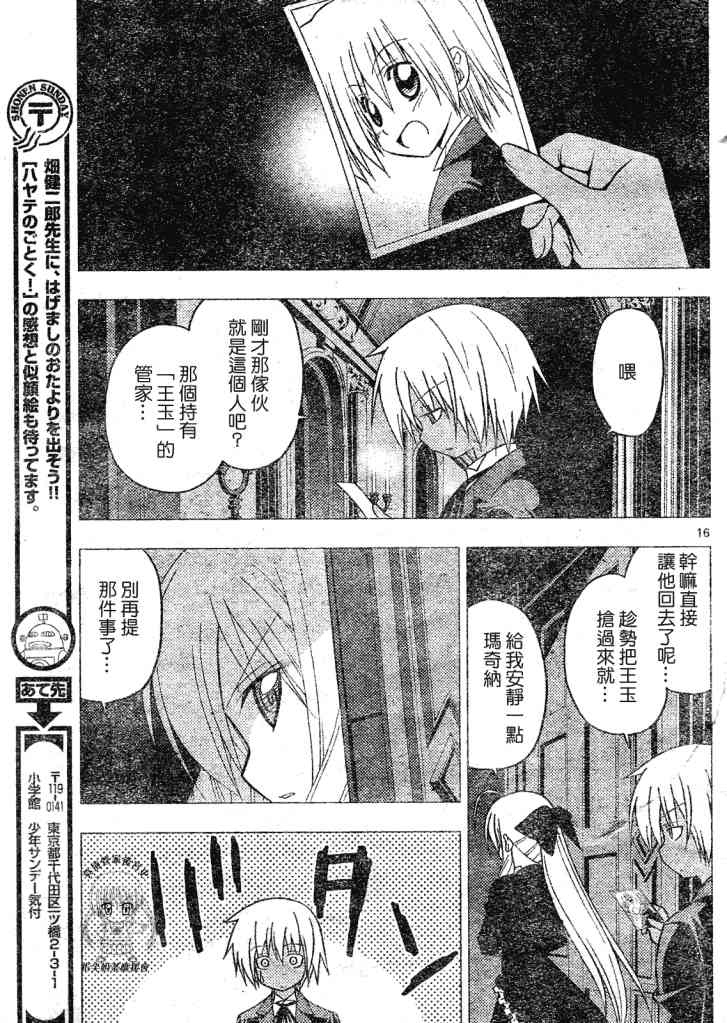 喂
剛才那傢伙
就是這個人吧?
那個持有
「王玉」的
管家…
16
幹嘛直接
讓他回去了呢…
趁勢把王玉
搶過來就…
給我安靜一點
瑪奇納
別再提
那件事了…
SHONEN SUNDAY
〒
畑健二郎先生に、はげましのおたよりを出そう!!
[ハヤテのごとく!]の感想と似顔絵も待ってます。
あて先
〒119-0141 東京都千代田区一ツ橋2-3-1
小学館 少年サンデー気付